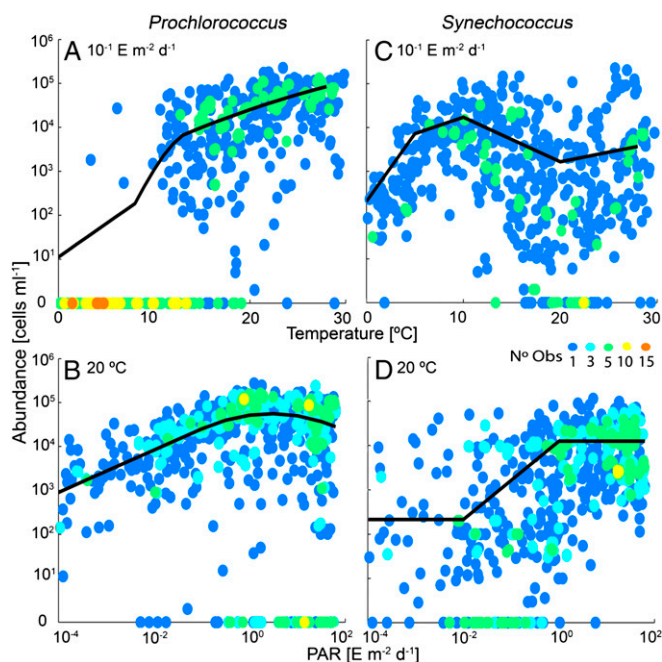 Prochlorococcus
Synechococcus
A 10⁻¹ E m⁻² d⁻¹
C 10⁻¹ E m⁻² d⁻¹
10⁶
10⁵
10⁴
10³
10²
10¹
0
0 10 20 30
0 10 20 30
Temperature [ºC]
Abundance [cells ml⁻¹]
Nº Obs
1 3 5 10 15
B 20 ºC
D 20 ºC
10⁶
10⁵
10⁴
10³
10²
10¹
0
10⁻⁴ 10⁻² 10⁰ 10²
10⁻⁴ 10⁻² 10⁰ 10²
PAR [E m⁻² d⁻¹]